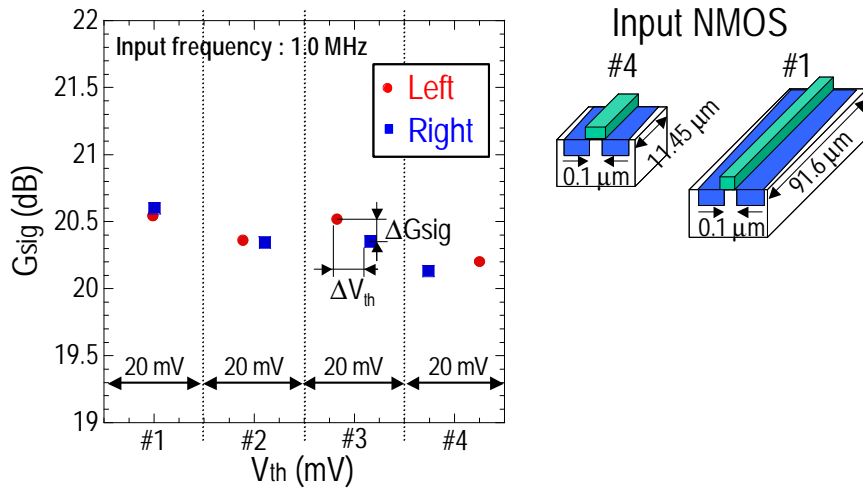 Input frequency : 1.0 MHz
Left
Right
22
21.5
21
20.5
20
19.5
19
Gsig (dB)
ΔGsig
ΔVth
20 mV 20 mV 20 mV 20 mV
#1 #2 #3 #4
Vth (mV)
Input NMOS
#4 #1
11.45 μm
0.1 μm
91.6 μm
0.1 μm